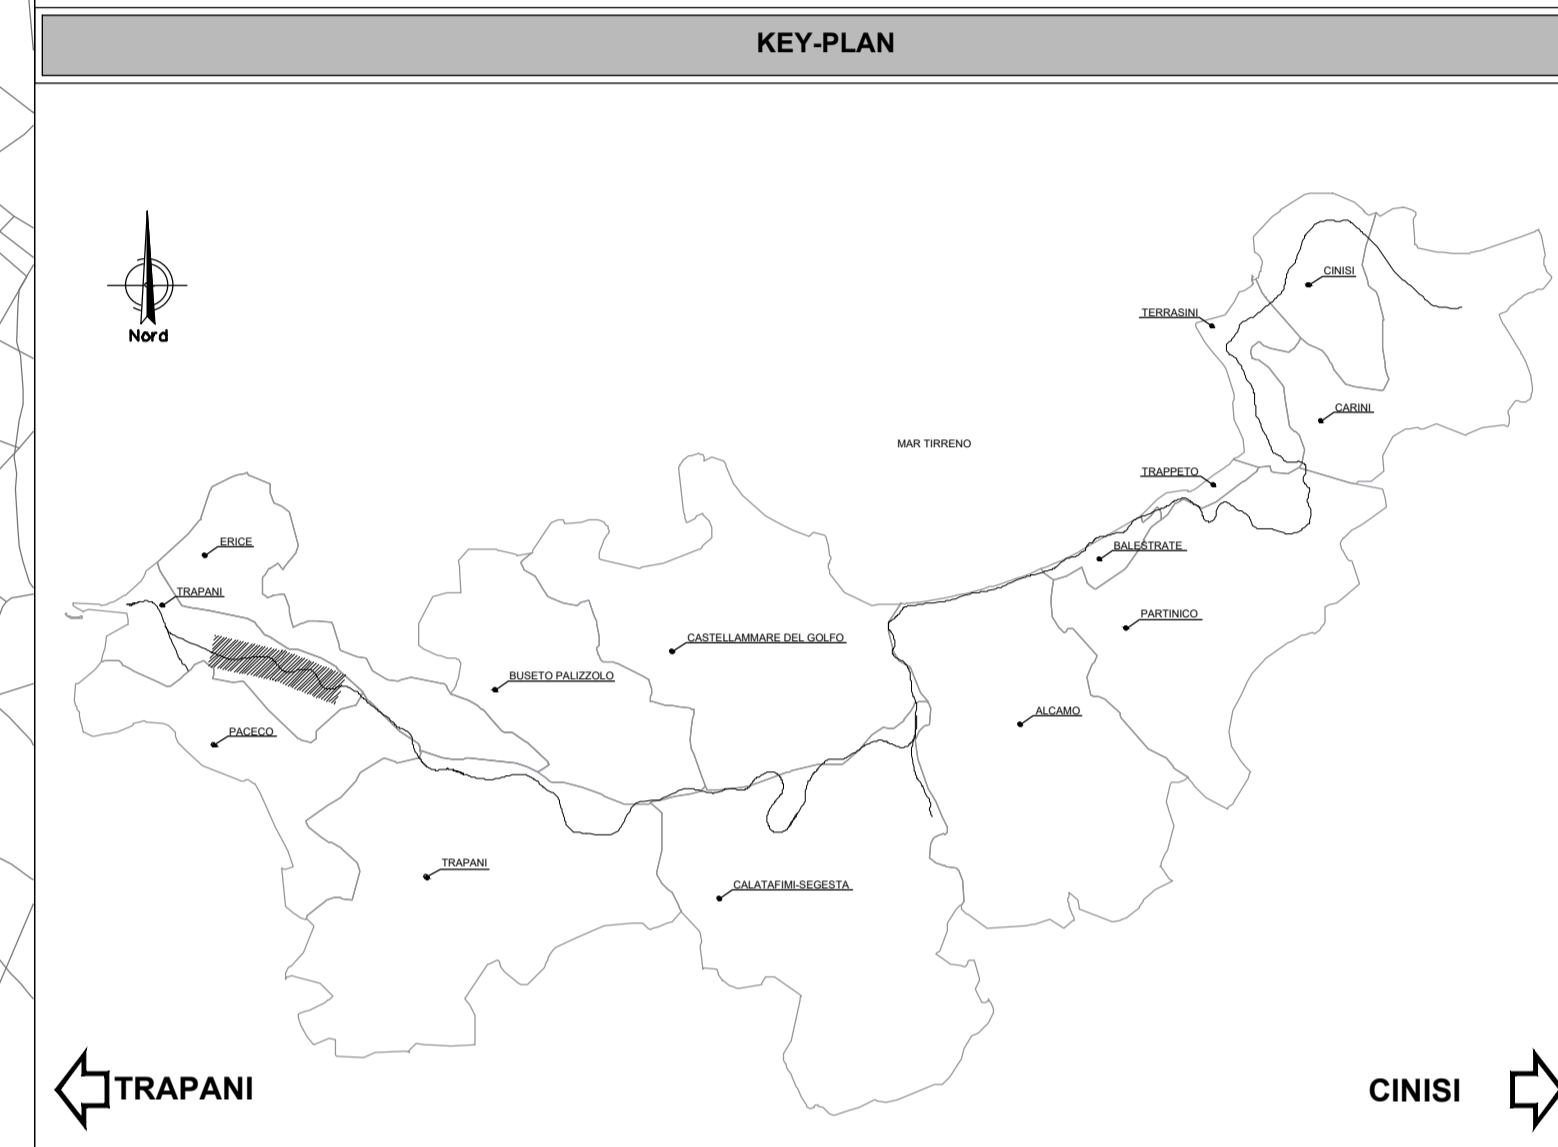 KEY-PLAN
Nord
CINISI
TERRASINI
CARINI
MAR TIRRENO
TRAPPETO
ERICE
BALESTRATE
TRAPANI
PARTINICO
CASTELLAMMARE DEL GOLFO
BUSETO PALIZZOLO
ALCAMO
PACECO
TRAPANI
CALATAFIMI-SEGESTA
TRAPANI
CINISI